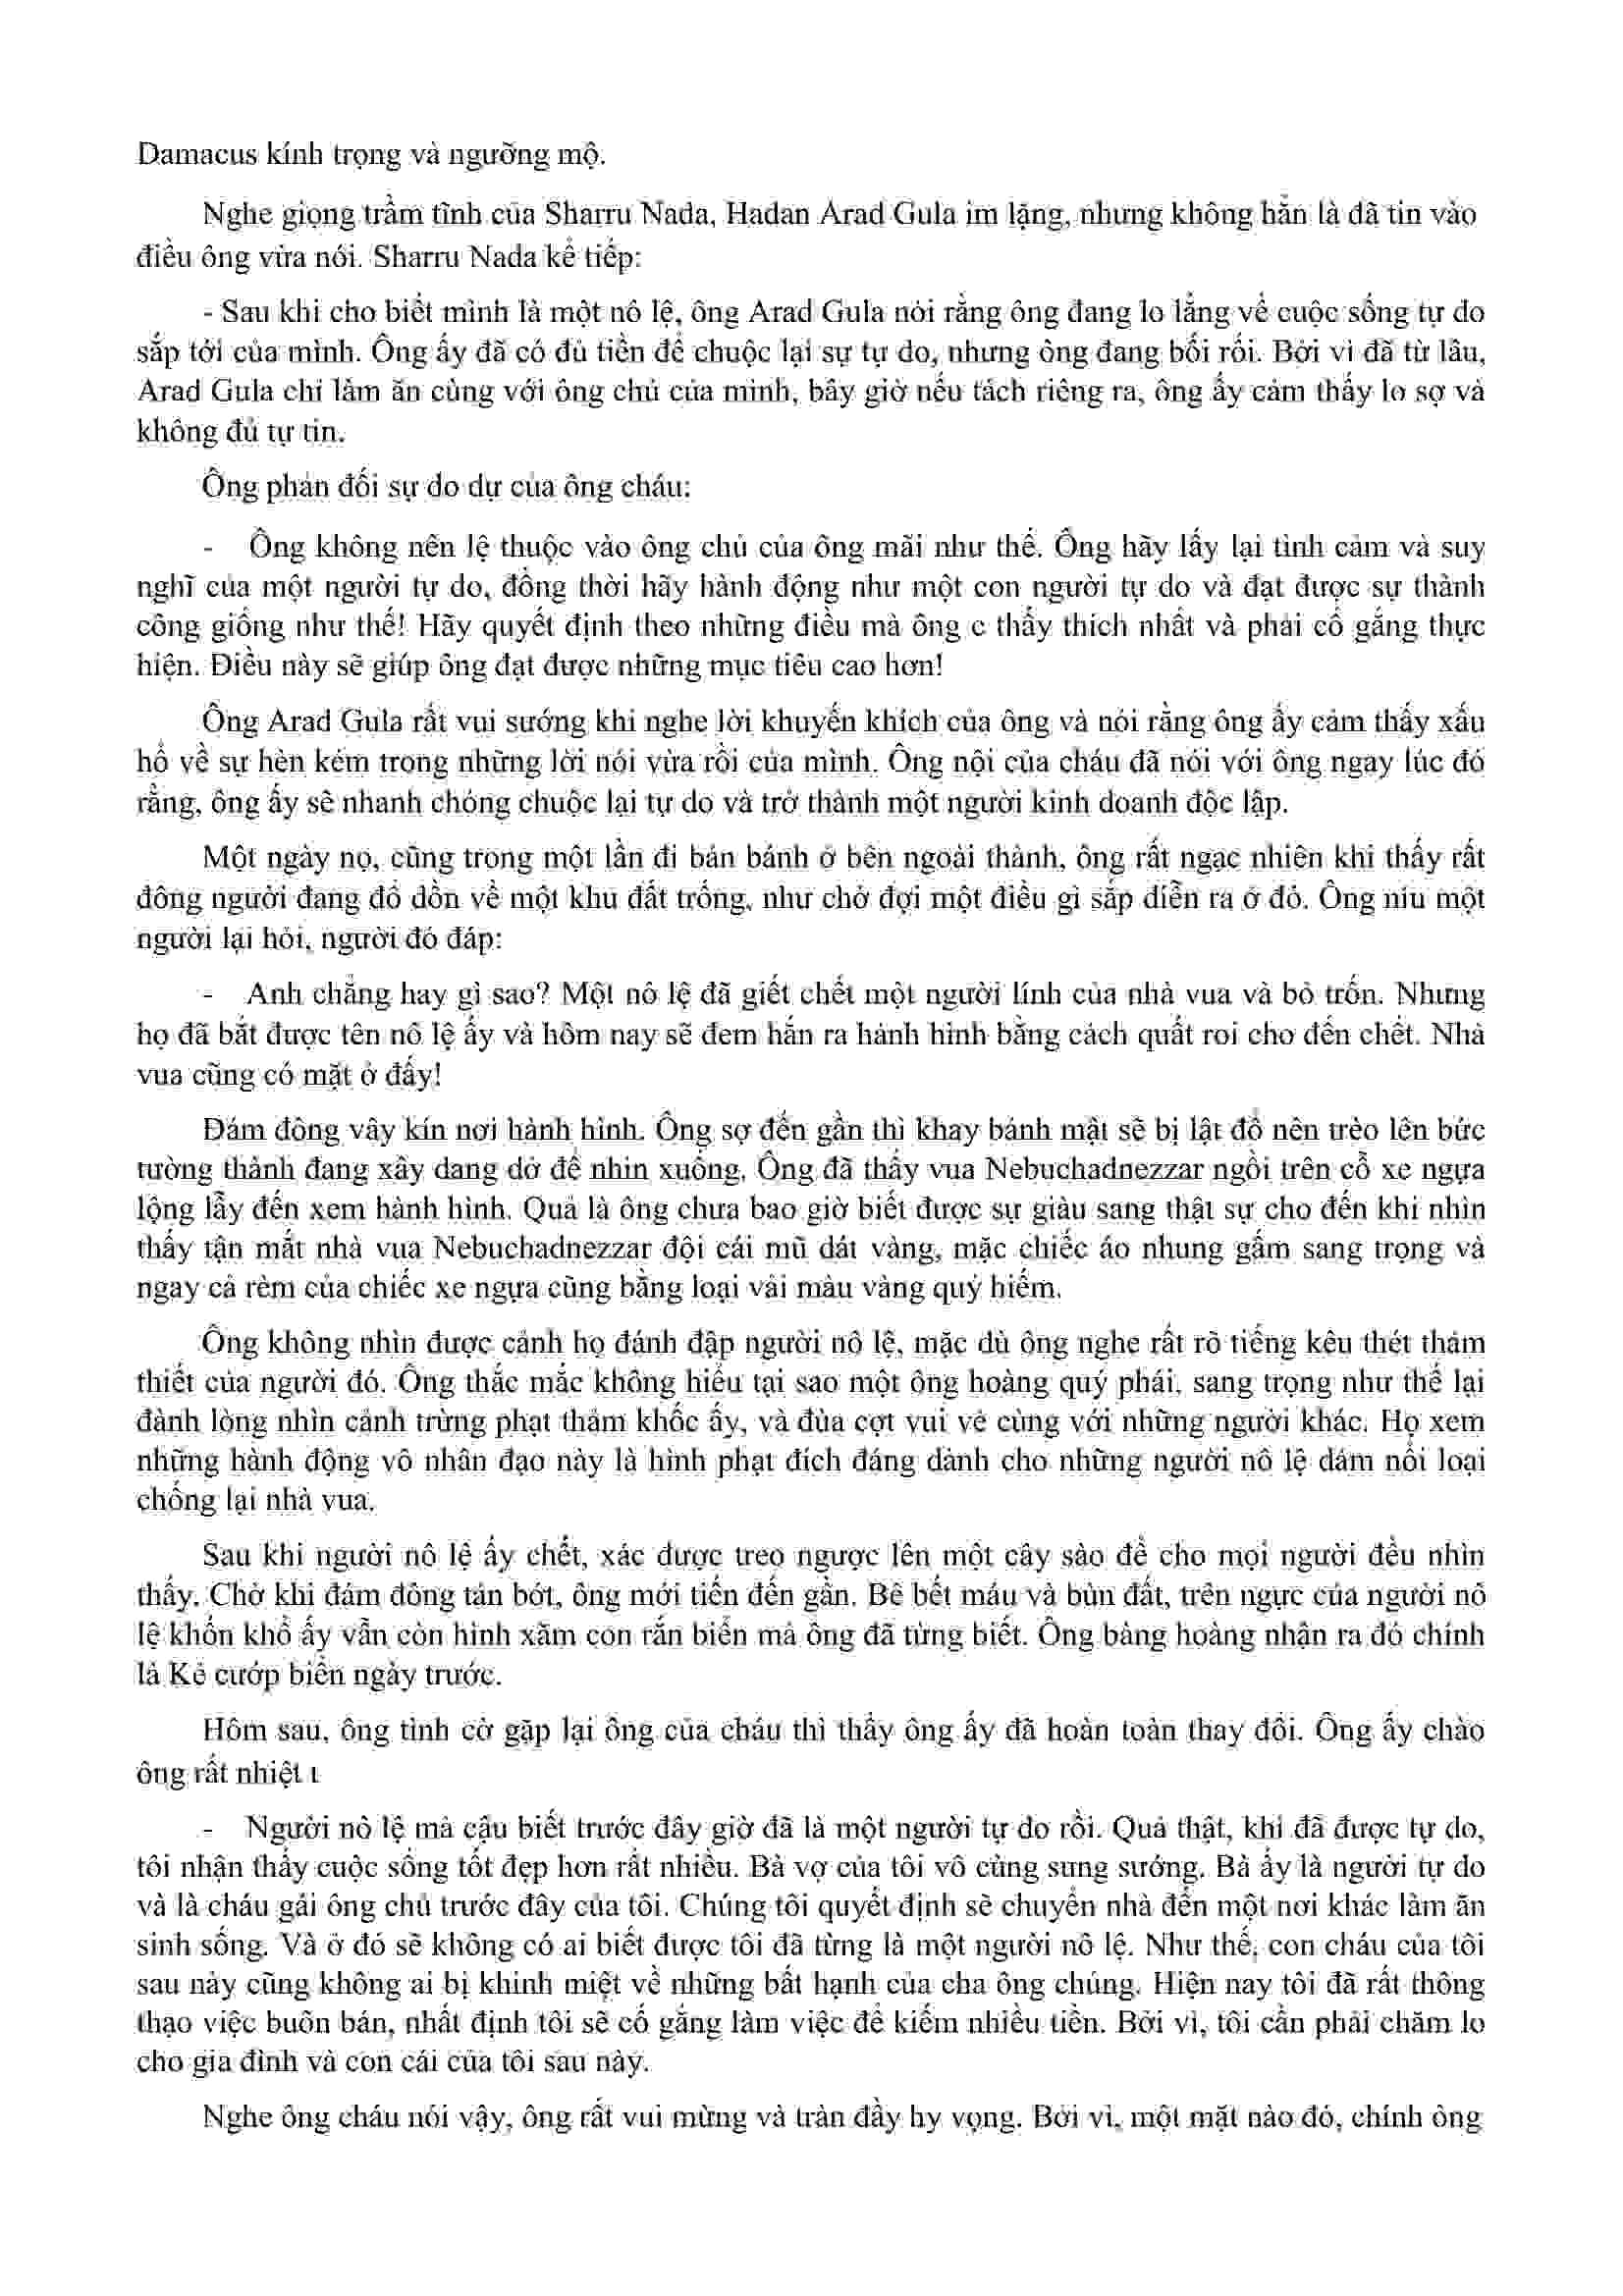 Damacus kính trọng và ngưỡng mộ.
Nghe giọng trầm tĩnh của Sharru Nada, Hadan Arad Gula im lặng, nhưng không hẳn là đã tin vào
điều ông vừa nói. Sharru Nada kể tiếp:
- Sau khi cho biết mình là một nô lệ, ông Arad Gula nói rằng ông đang lo lắng về cuộc sống tự do
sắp tới của mình. Ông ấy đã có đủ tiền để chuộc lại sự tự do, nhưng ông đang bối rối. Bởi vì đã từ lâu,
Arad Gula chỉ làm ăn cùng với ông chủ của mình, bây giờ nếu tách riêng ra, ông ấy cảm thấy lo sợ và
không đủ tự tin.
Ông phản đối sự do dự của ông cháu:
- Ông không nên lệ thuộc vào ông chủ của ông mãi như thế. Ông hãy lấy lại tình cảm và suy
nghĩ của một người tự do, đồng thời hãy hành động như một con người tự do và đạt được sự thành
công giống như thế! Hãy quyết định theo những điều mà ông c thấy thích nhất và phải cố gắng thực
hiện. Điều này sẽ giúp ông đạt được những mục tiêu cao hơn!
Ông Arad Gula rất vui sướng khi nghe lời khuyến khích của ông và nói rằng ông ấy cảm thấy xấu
hổ về sự hèn kém trong những lời nói vừa rồi của mình. Ông nội của cháu đã nói với ông ngay lúc đó
rằng, ông ấy sẽ nhanh chóng chuộc lại tự do và trở thành một người kinh doanh độc lập.
Một ngày nọ, cũng trong một lần đi bán bánh ở bên ngoài thành, ông rất ngạc nhiên khi thấy rất
đông người đang đổ dồn về một khu đất trống, như chờ đợi một điều gì sắp diễn ra ở đó. Ông níu một
người lại hỏi, người đó đáp:
- Anh chẳng hay gì sao? Một nô lệ đã giết chết một người lính của nhà vua và bỏ trốn. Nhưng
họ đã bắt được tên nô lệ ấy và hôm nay sẽ đem hắn ra hành hình bằng cách quất roi cho đến chết. Nhà
vua cũng có mặt ở đấy!
Đám đông vây kín nơi hành hình. Ông sợ đến gần thì khay bánh mật sẽ bị lật đổ nên trèo lên bức
tường thành đang xây dang dở để nhìn xuống. Ông đã thấy vua Nebuchadnezzar ngồi trên cỗ xe ngựa
lộng lẫy đến xem hành hình. Quả là ông chưa bao giờ biết được sự giàu sang thật sự cho đến khi nhìn
thấy tận mắt nhà vua Nebuchadnezzar đội cái mũ dát vàng, mặc chiếc áo nhung gấm sang trọng và
ngay cả rèm của chiếc xe ngựa cũng bằng loại vải màu vàng quý hiếm.
Ông không nhìn được cảnh họ đánh đập người nô lệ, mặc dù ông nghe rất rõ tiếng kêu thét thảm
thiết của người đó. Ông thắc mắc không hiểu tại sao một ông hoàng quý phái, sang trọng như thế lại
đành lòng nhìn cảnh trừng phạt thảm khốc ấy, và đùa cợt vui vẻ cùng với những người khác. Họ xem
những hành động vô nhân đạo này là hình phạt đích đáng dành cho những người nô lệ dám nổi loại
chống lại nhà vua.
Sau khi người nô lệ ấy chết, xác được treo ngược lên một cây sào để cho mọi người đều nhìn
thấy. Chờ khi đám đông tản bớt, ông mới tiến đến gần. Bê bết máu và bùn đất, trên ngực của người nô
lệ khốn khổ ấy vẫn còn hình xăm con rắn biển mà ông đã từng biết. Ông bàng hoàng nhận ra đó chính
là Kẻ cướp biển ngày trước.
Hôm sau, ông tình cờ gặp lại ông của cháu thì thấy ông ấy đã hoàn toàn thay đổi. Ông ấy chào
ông rất nhiệt t
- Người nô lệ mà cậu biết trước đây giờ đã là một người tự do rồi. Quả thật, khi đã được tự do,
tôi nhận thấy cuộc sống tốt đẹp hơn rất nhiều. Bà vợ của tôi vô cùng sung sướng. Bà ấy là người tự do
và là cháu gái ông chủ trước đây của tôi. Chúng tôi quyết định sẽ chuyển nhà đến một nơi khác làm ăn
sinh sống. Và ở đó sẽ không có ai biết được tôi đã từng là một người nô lệ. Như thế, con cháu của tôi
sau này cũng không ai bị khinh miệt về những bất hạnh của cha ông chúng. Hiện nay tôi đã rất thông
thạo việc buôn bán, nhất định tôi sẽ cố gắng làm việc để kiếm nhiều tiền. Bởi vì, tôi cần phải chăm lo
cho gia đình và con cái của tôi sau này.
Nghe ông cháu nói vậy, ông rất vui mừng và tràn đầy hy vọng. Bởi vì, một mặt nào đó, chính ông